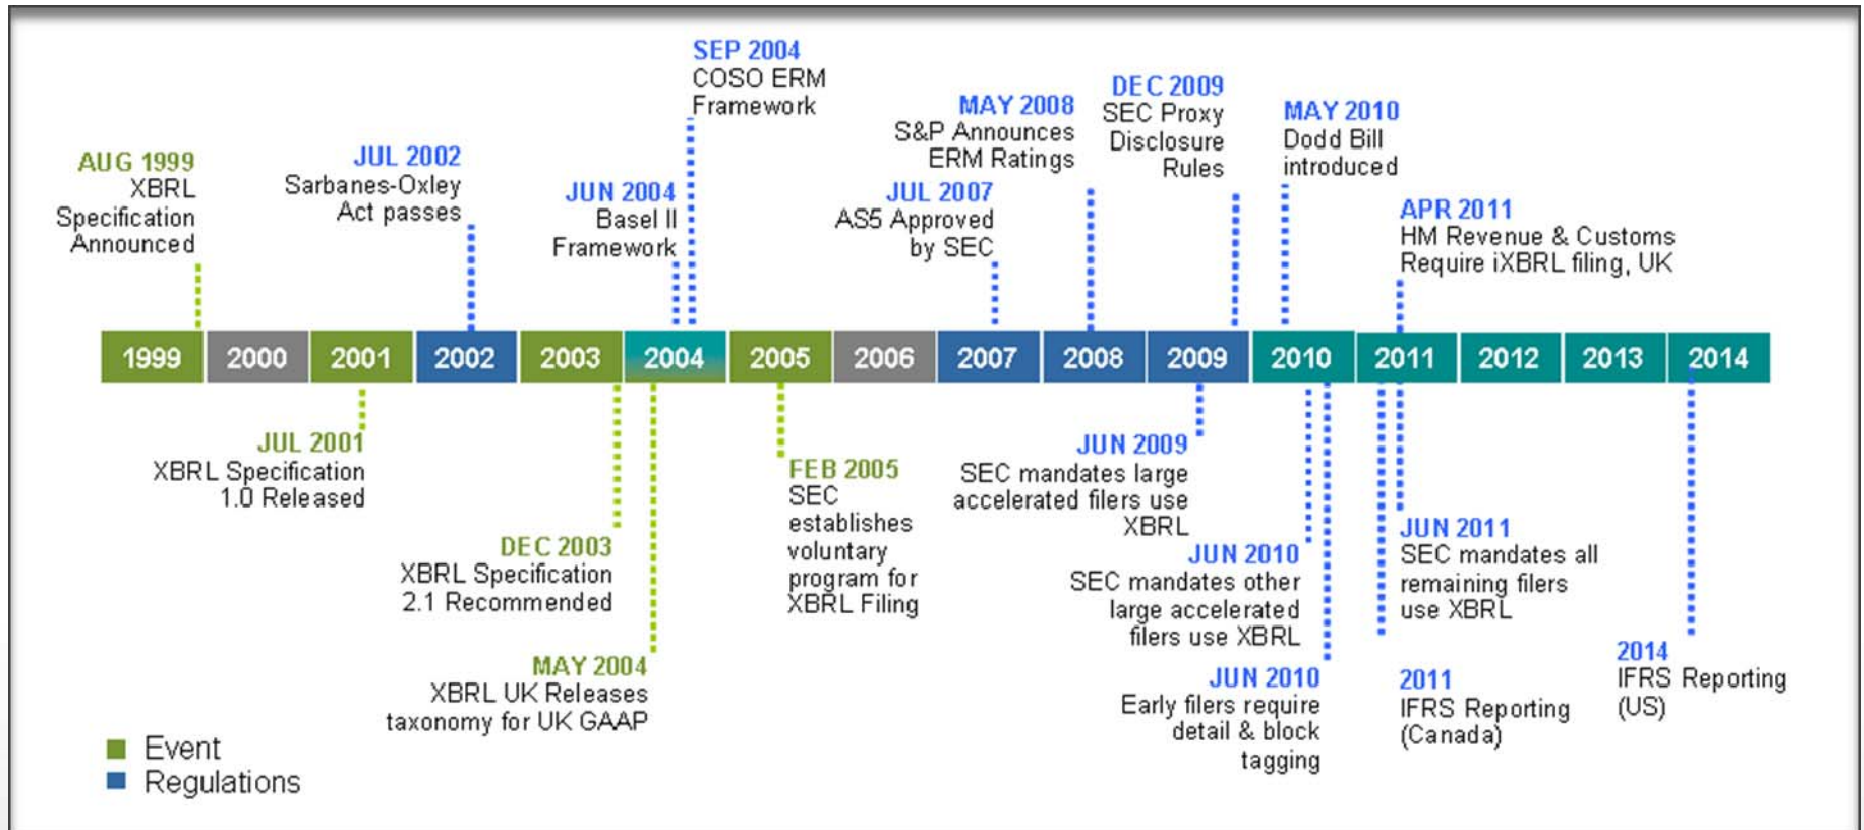 SEP 2004
COSO ERM
Framework
DEC 2009
SEC Proxy
Disclosure
Rules
MAY 2008
S&P Announces
ERM Ratings
MAY 2010
Dodd Bill
introduced
AUG 1999
XBRL
Specification
Announced
JUL 2002
Sarbanes-Oxley
Act passes
JUN 2004
Basel II
Framework
JUL 2007
AS5 Approved
by SEC
APR 2011
HM Revenue & Customs
Require iXBRL filing, UK
1999 2000 2001 2002 2003 2004 2005 2006 2007 2008 2009 2010 2011 2012 2013 2014
JUL 2001
XBRL Specification
1.0 Released
DEC 2003
XBRL Specification
2.1 Recommended
MAY 2004
XBRL UK Releases
taxonomy for UK GAAP
FEB 2005
SEC
establishes
voluntary
program for
XBRL Filing
JUN 2009
SEC mandates large
accelerated filers use
XBRL
JUN 2010
SEC mandates other
large accelerated
filers use XBRL
JUN 2010
Early filers require
detail & block
tagging
JUN 2011
SEC mandates all
remaining filers
use XBRL
2011
IFRS Reporting
(Canada)
2014
IFRS Reporting
(US)
Event
Regulations